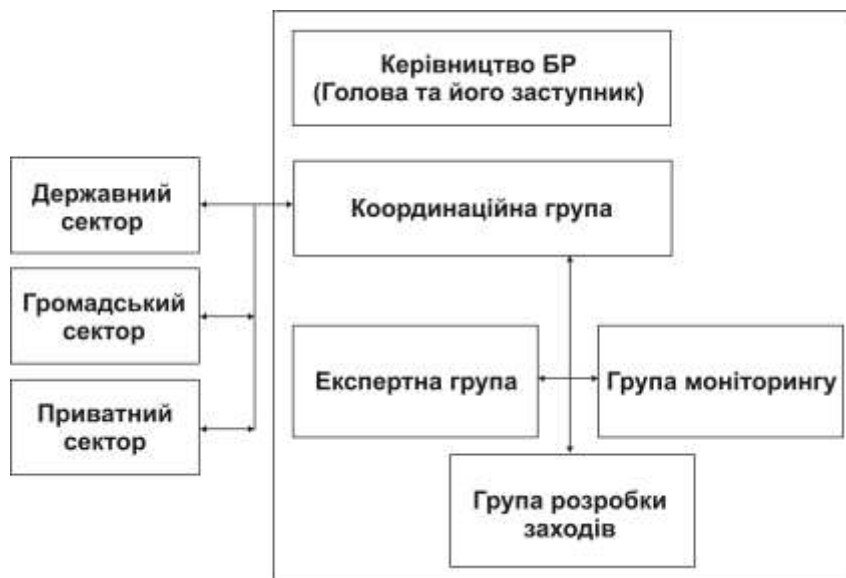 Керівництво БР
(Голова та його заступник)
Державний
сектор
Координаційна група
Громадський
сектор
Експертна група
Група моніторингу
Приватний
сектор
Група розробки
заходів